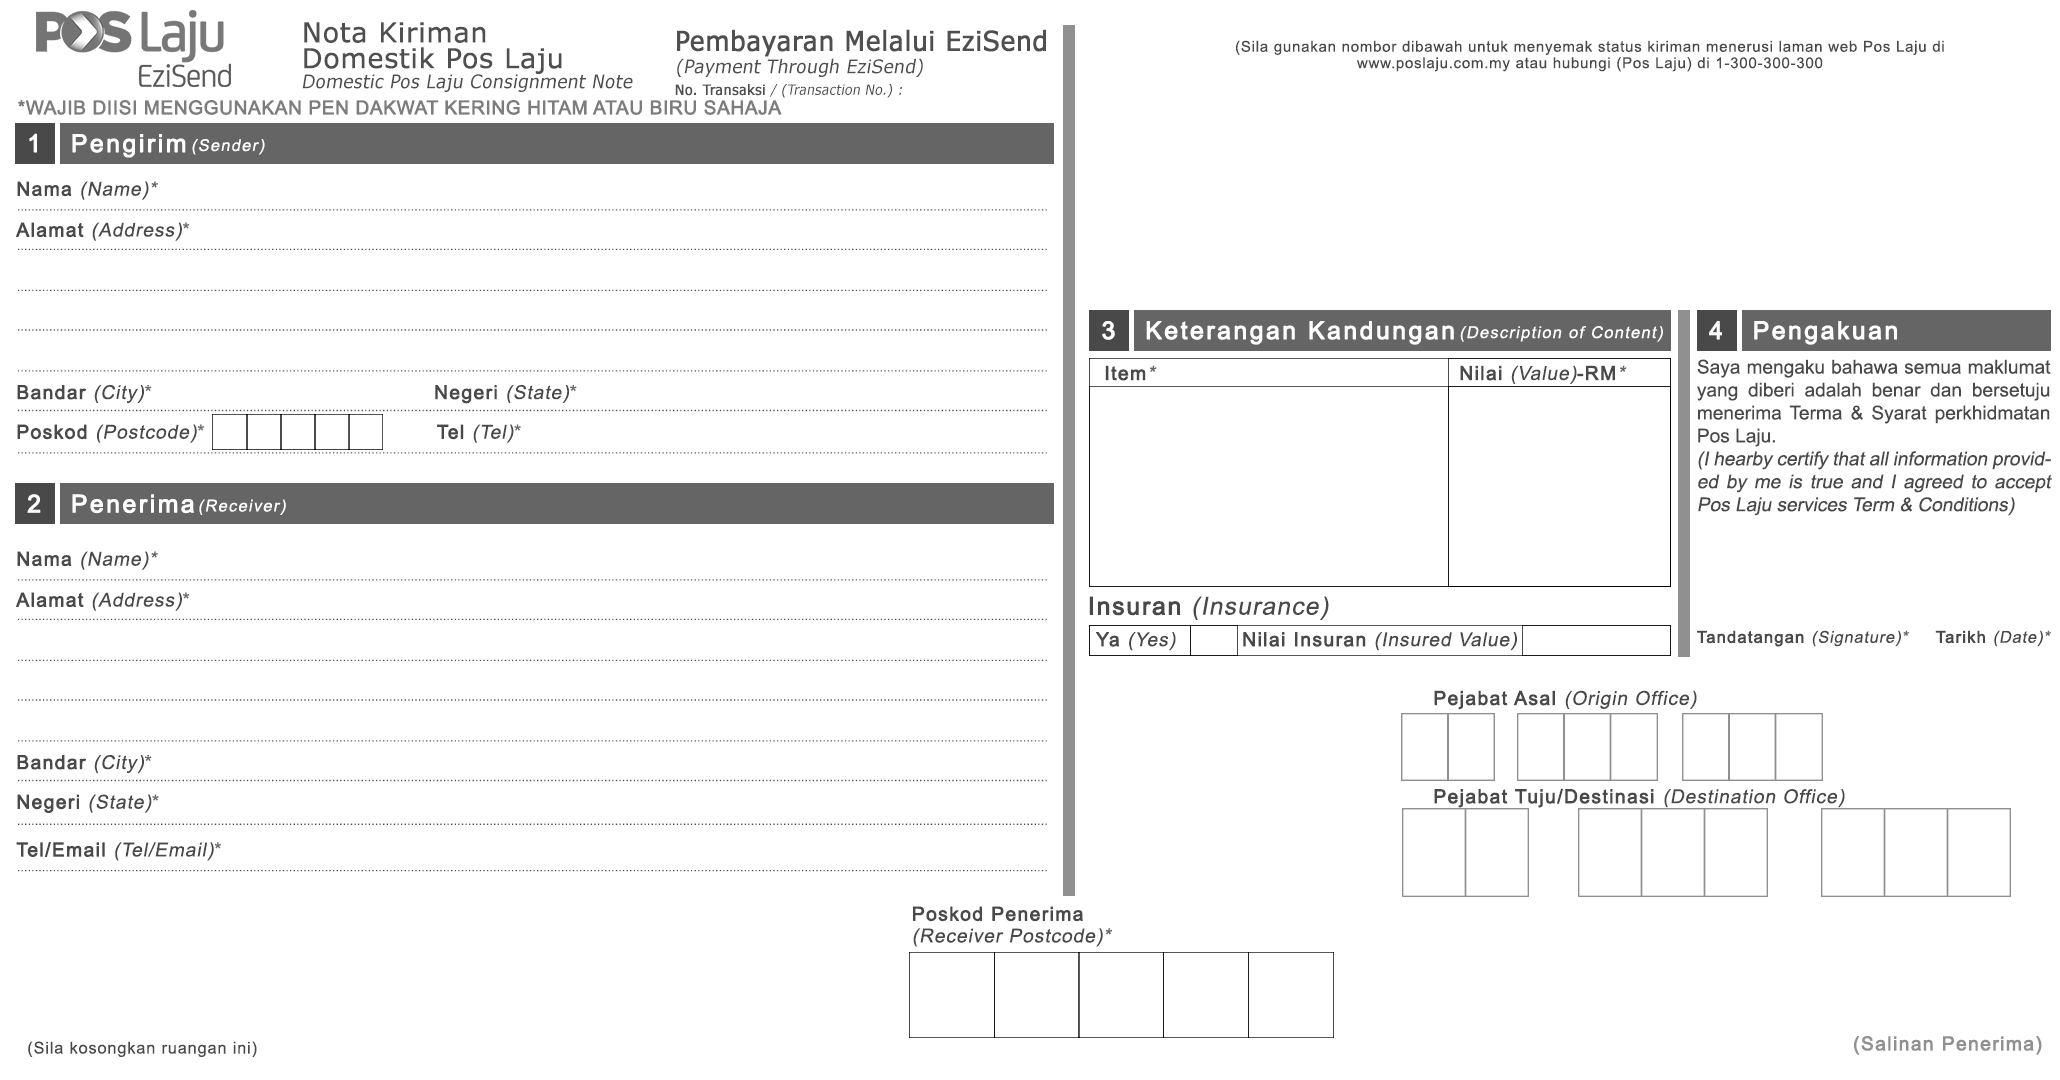 POS Laju
EziSend
Nota Kiriman
Domestik Pos Laju
Domestic Pos Laju Consignment Note
Pembayaran Melalui EziSend
(Payment Through EziSend)
No. Transaksi / (Transaction No.) :
*WAJIB DIISI MENGGUNAKAN PEN DAKWAT KERING HITAM ATAU BIRU SAHAJA
1 Pengirim (Sender)
Nama (Name)*
Alamat (Address)*
Bandar (City)* Negeri (State)*
Poskod (Postcode)* Tel (Tel)*
2 Penerima (Receiver)
Nama (Name)*
Alamat (Address)*
Bandar (City)*
Negeri (State)*
Tel/Email (Tel/Email)*
Poskod Penerima
(Receiver Postcode)*
(Sila kosongkan ruangan ini)
(Sila gunakan nombor dibawah untuk menyemak status kiriman menerusi laman web Pos Laju di
www.poslaju.com.my atau hubungi (Pos Laju) di 1-300-300-300
3 Keterangan Kandungan (Description of Content)
Item* Nilai (Value)-RM*
Insuran (Insurance)
Ya (Yes) Nilai Insuran (Insured Value)
4 Pengakuan
Saya mengaku bahawa semua maklumat
yang diberi adalah benar dan bersetuju
menerima Terma & Syarat perkhidmatan
Pos Laju.
(I hearby certify that all information provid-
ed by me is true and I agreed to accept
Pos Laju services Term & Conditions)
Tandatangan (Signature)* Tarikh (Date)*
Pejabat Asal (Origin Office)
Pejabat Tuju/Destinasi (Destination Office)
(Salinan Penerima)